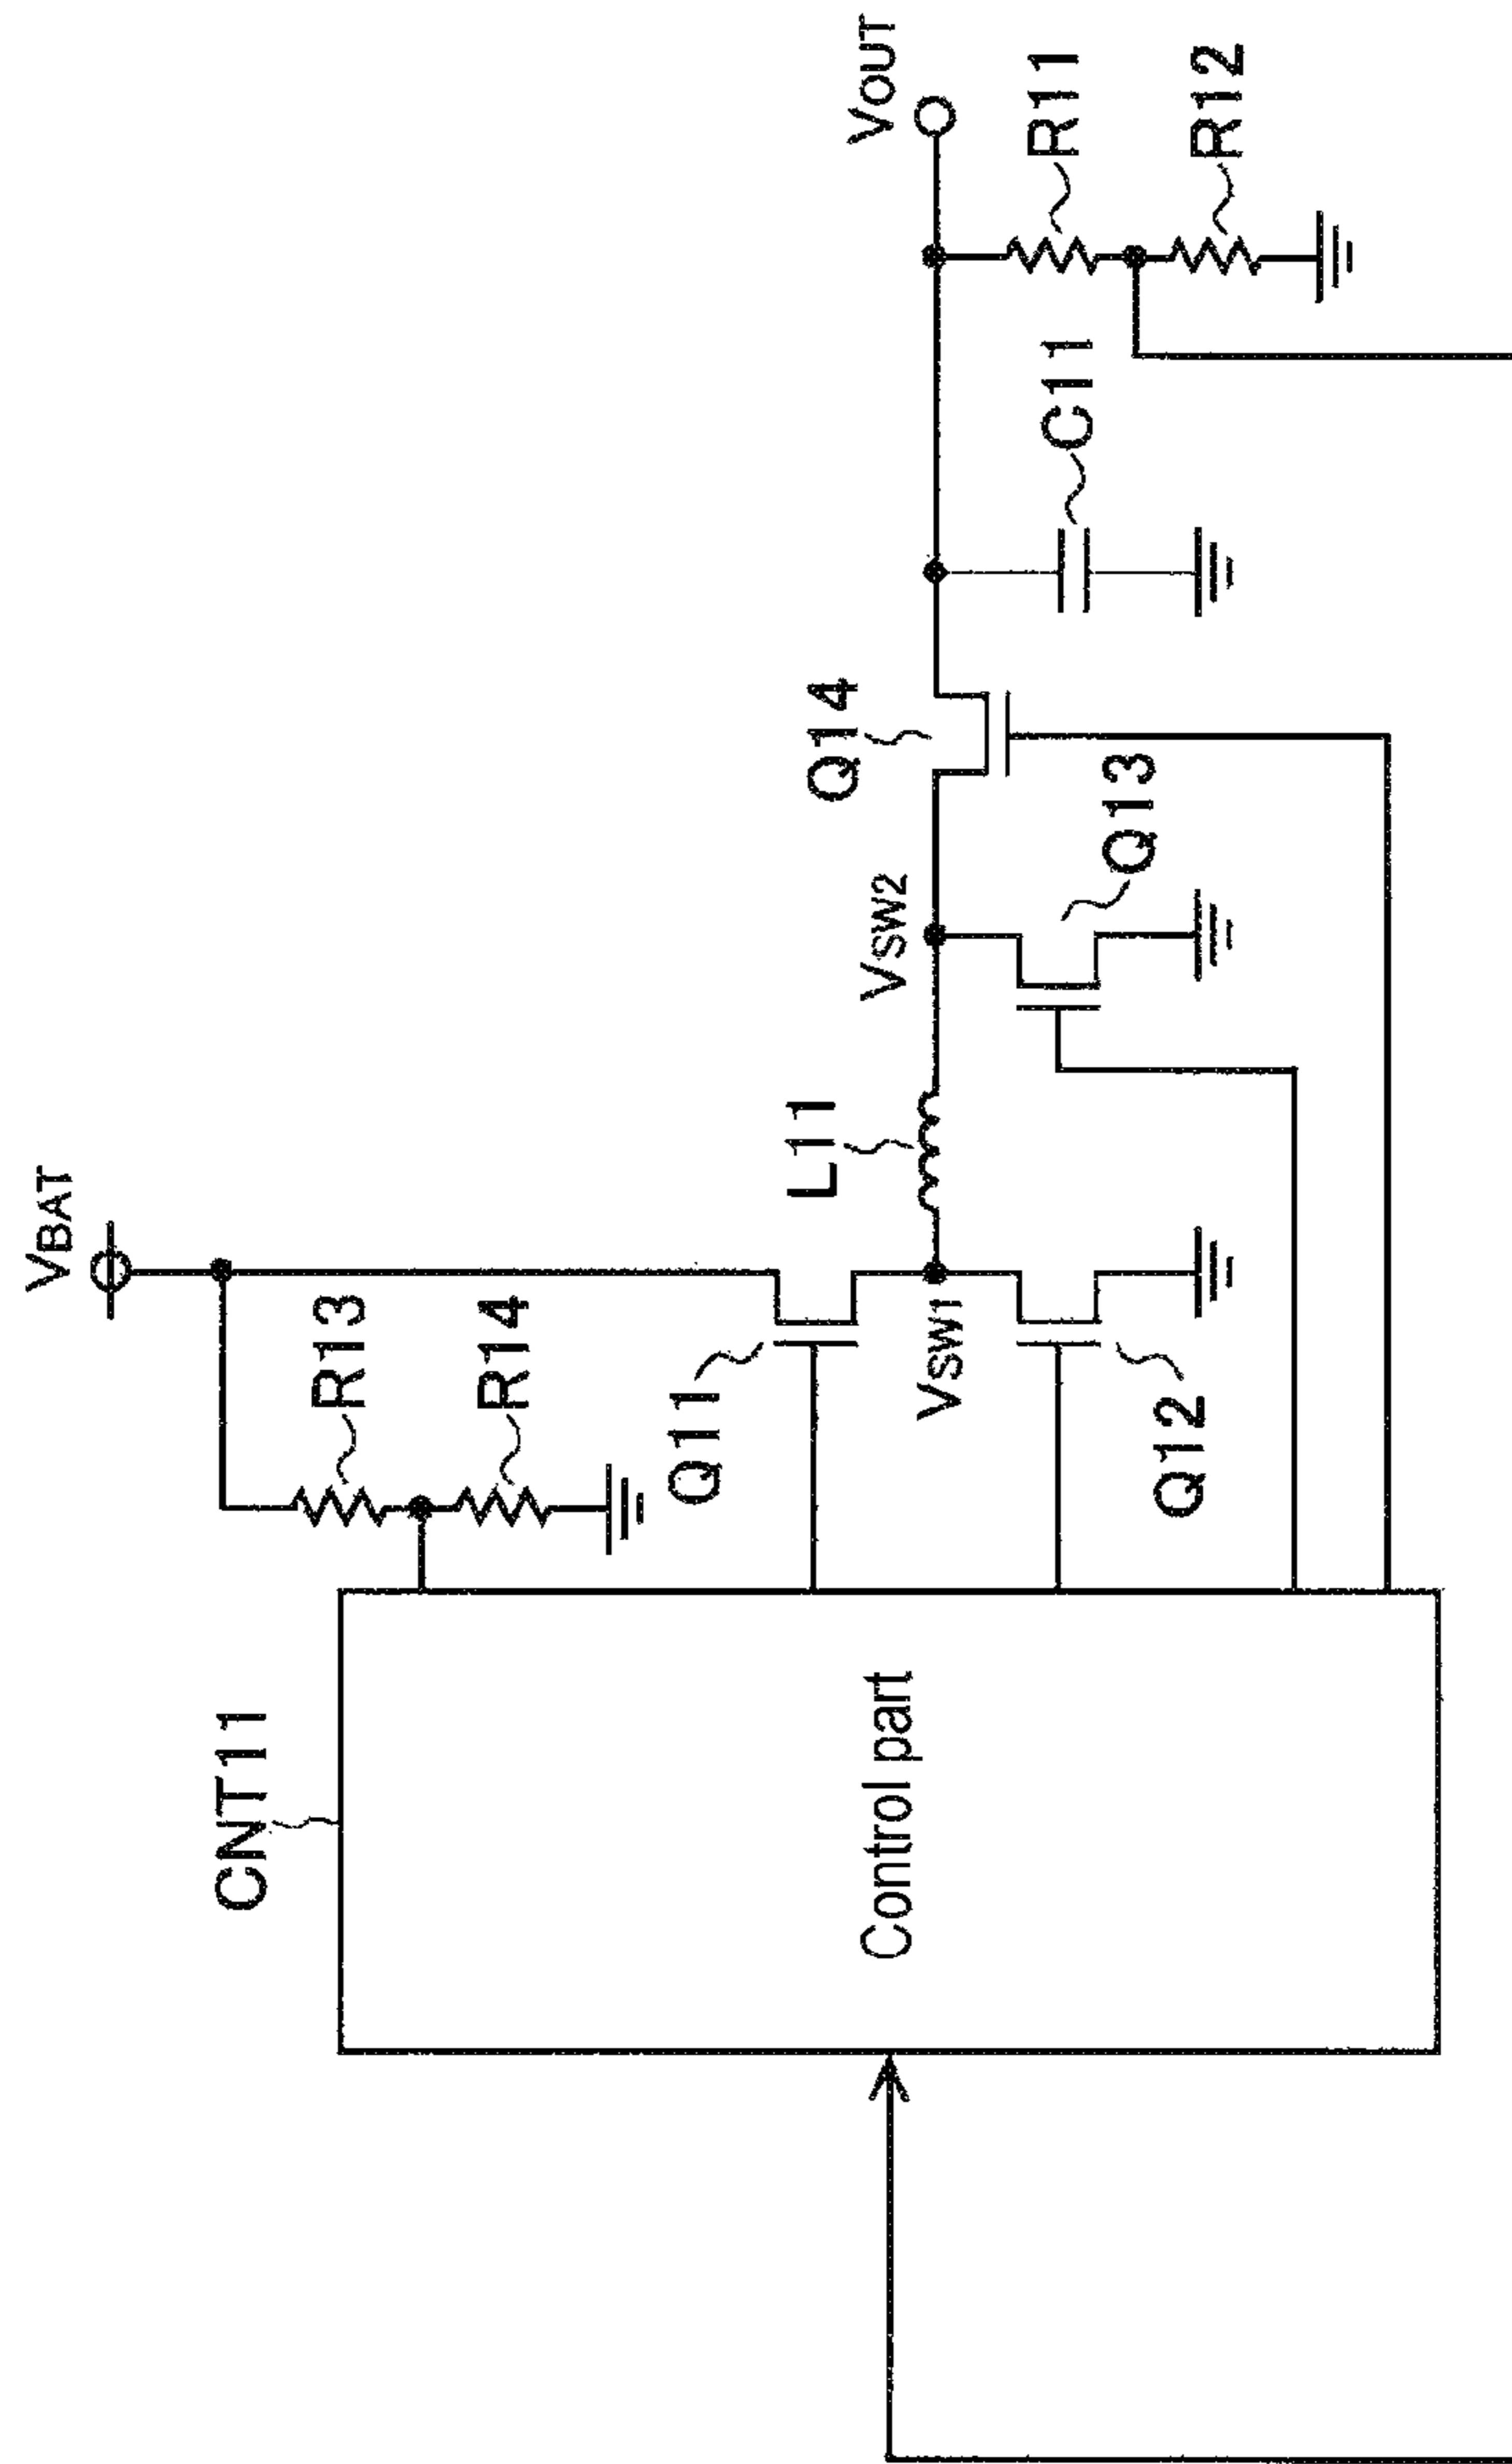 VBAT
CNT11
R13
R14
Q11
L11
Q14
VOUT
VSW1
VSW2
Control part
R11
C11
Q13
Q12
R12